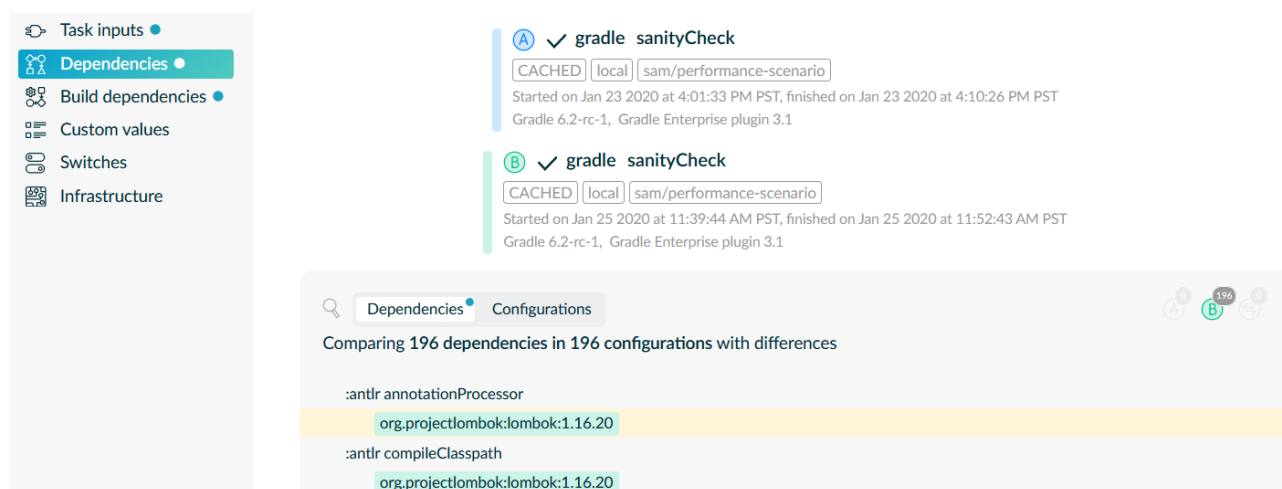 Task inputs
Dependencies
Build dependencies
Custom values
Switches
Infrastructure
A gradle sanityCheck
CACHED local sam/performance-scenario
Started on Jan 23 2020 at 4:01:33 PM PST, finished on Jan 23 2020 at 4:10:26 PM PST
Gradle 6.2-rc-1, Gradle Enterprise plugin 3.1
B gradle sanityCheck
CACHED local sam/performance-scenario
Started on Jan 25 2020 at 11:39:44 AM PST, finished on Jan 25 2020 at 11:52:43 AM PST
Gradle 6.2-rc-1, Gradle Enterprise plugin 3.1
Dependencies Configurations A 0 B 196 0
Comparing 196 dependencies in 196 configurations with differences
:antlr annotationProcessor
org.projectlombok:lombok:1.16.20
:antlr compileClasspath
org.projectlombok:lombok:1.16.20